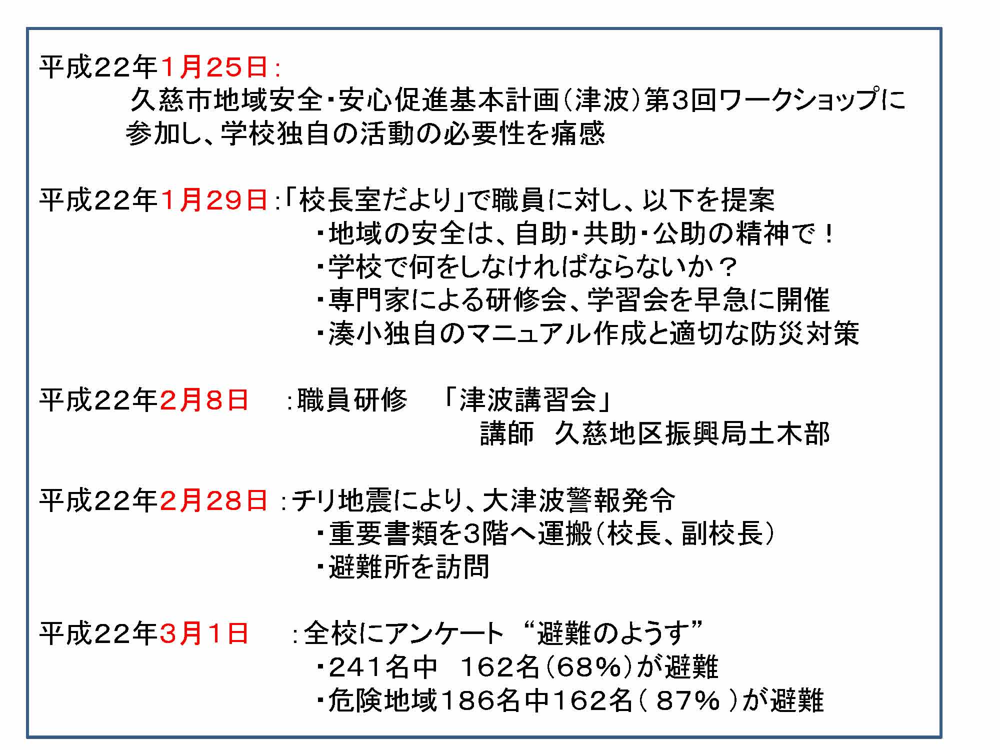 平成２２年１月２５日：
久慈市地域安全・安心促進基本計画（津波）第３回ワークショップに
参加し、学校独自の活動の必要性を痛感
平成２２年１月２９日：「校長室だより」で職員に対し、以下を提案
・地域の安全は、自助・共助・公助の精神で！
・学校で何をしなければならないか？
・専門家による研修会、学習会を早急に開催
・湊小独自のマニュアル作成と適切な防災対策
平成２２年２月８日　：職員研修　「津波講習会」
講師　久慈地区振興局土木部
平成２２年２月２８日：チリ地震により、大津波警報発令
・重要書類を３階へ運搬（校長、副校長）
・避難所を訪問
平成２２年３月１日　：全校にアンケート　“避難のようす”
・２４１名中　１６２名（６８％）が避難
・危険地域１８６名中１６２名（ ８７％ ）が避難